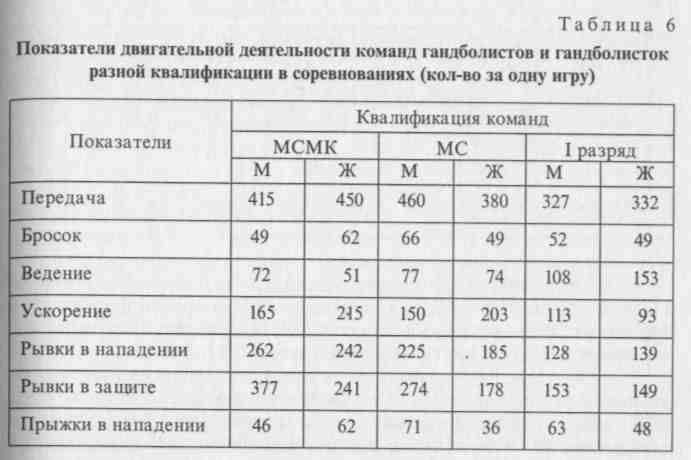 Таблица 6
Показатели двигательной деятельности команд гандболистов и гандболисток
разной квалификации в соревнованиях (кол-во за одну игру)
Показатели Квалификация команд
МСМК МС I разряд
М Ж М Ж М Ж
Передача 415 450 460 380 327 332
Бросок 49 62 66 49 52 49
Ведение 72 51 77 74 108 153
Ускорение 165 215 150 203 113 93
Рывки в нападении 262 242 225 185 128 139
Рывки в защите 377 241 274 178 153 149
Прыжки в нападении 46 62 71 36 63 48